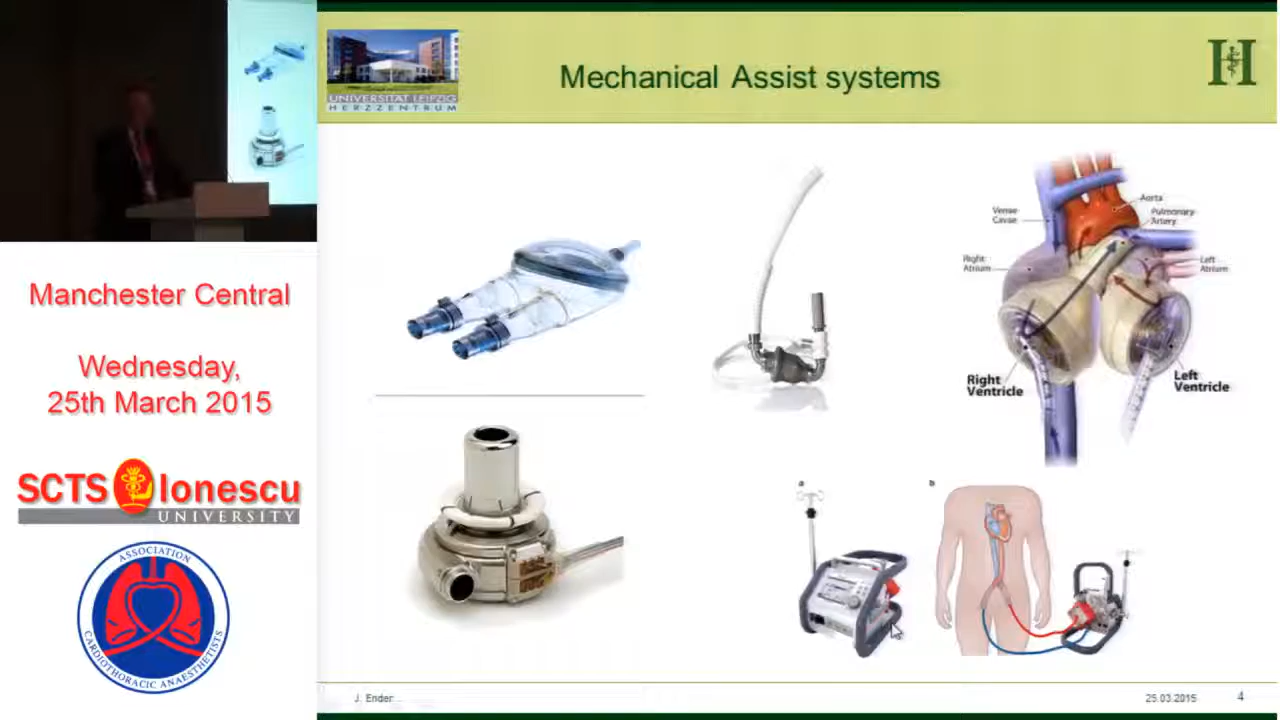 Manchester Central
Wednesday,
25th March 2015
SCTS Ionescu
UNIVERSITY
ASSOCIATION
CARDIOTHORACIC ANAESTHETISTS
UNIVERSITÄT LEIPZIG
HERZZENTRUM
Mechanical Assist systems
H
Venae
Cavae
Aorta
Pulmonary
Artery
Right
Atrium
Left
Atrium
Right
Ventricle
Left
Ventricle
a
b
J. Ender
25.03.2015
4